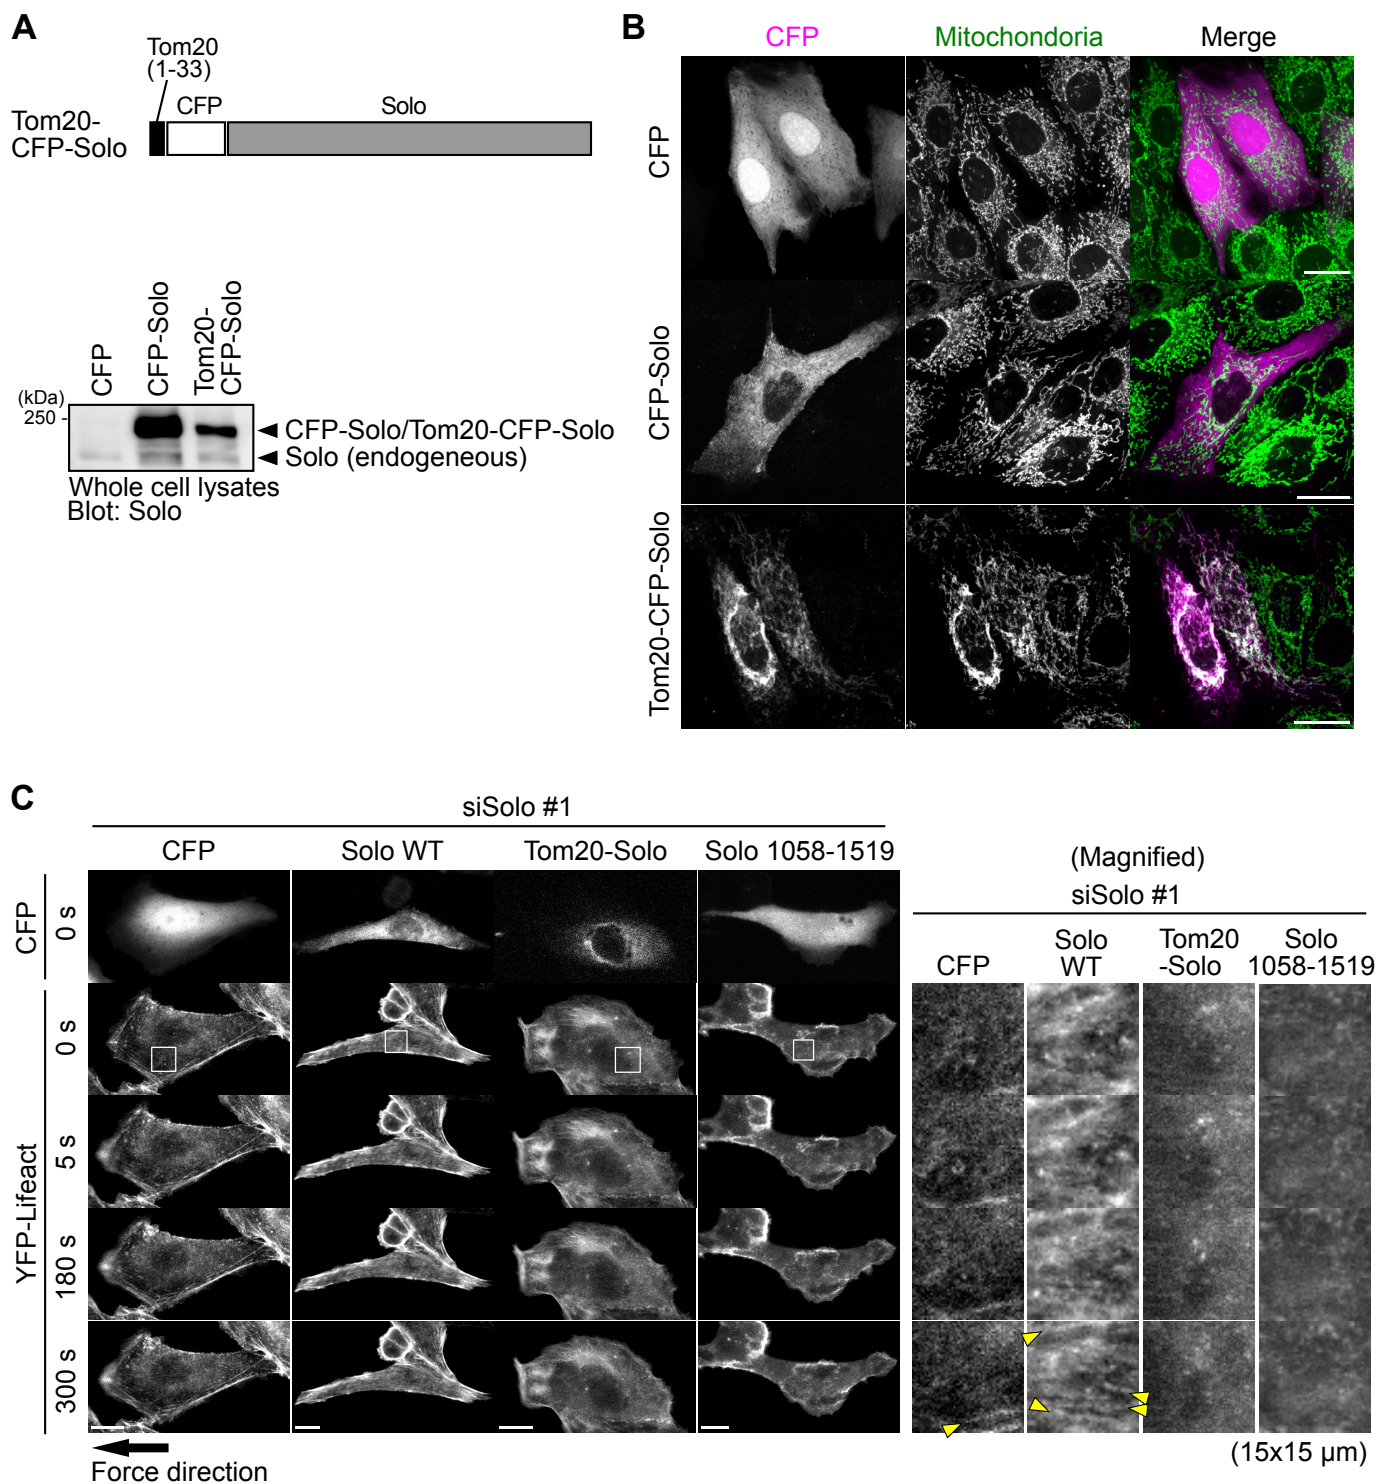 A
Tom20
(1-33)
CFP
Solo
Tom20-
CFP-Solo
CFP
CFP-Solo
Tom20-
CFP-Solo
(kDa)
250 -
CFP-Solo/Tom20-CFP-Solo
Solo (endogeneous)
Whole cell lysates
Blot: Solo
B
CFP
Mitochondoria
Merge
CFP
CFP-Solo
Tom20-CFP-Solo
C
siSolo #1
CFP
Solo WT
Tom20-Solo
Solo 1058-1519
CFP
0 s
YFP-Lifeact
0 s
5 s
180 s
300 s
Force direction
(Magnified)
siSolo #1
CFP
Solo
WT
Tom20
-Solo
Solo
1058-1519
(15x15 µm)